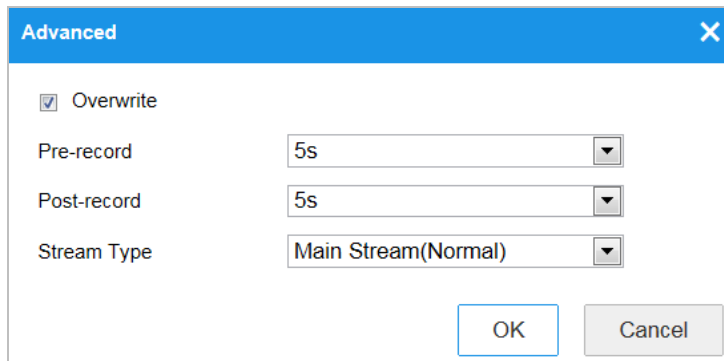 Advanced
Overwrite
Pre-record 5s
Post-record 5s
Stream Type Main Stream(Normal)
OK Cancel